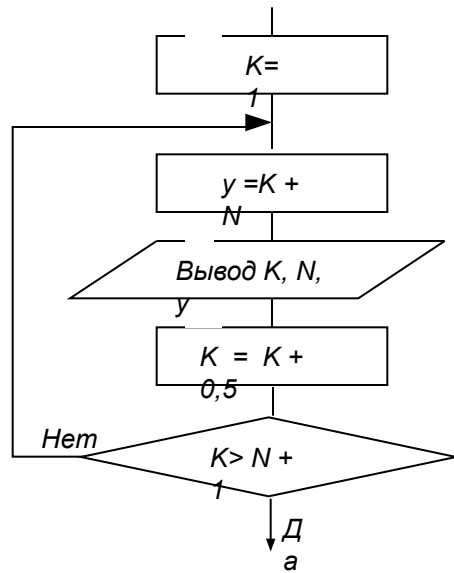 K=
1
y =K +
N
Вывод K, N,
y
K = K +
0,5
Нет
K> N +
1
Д
а